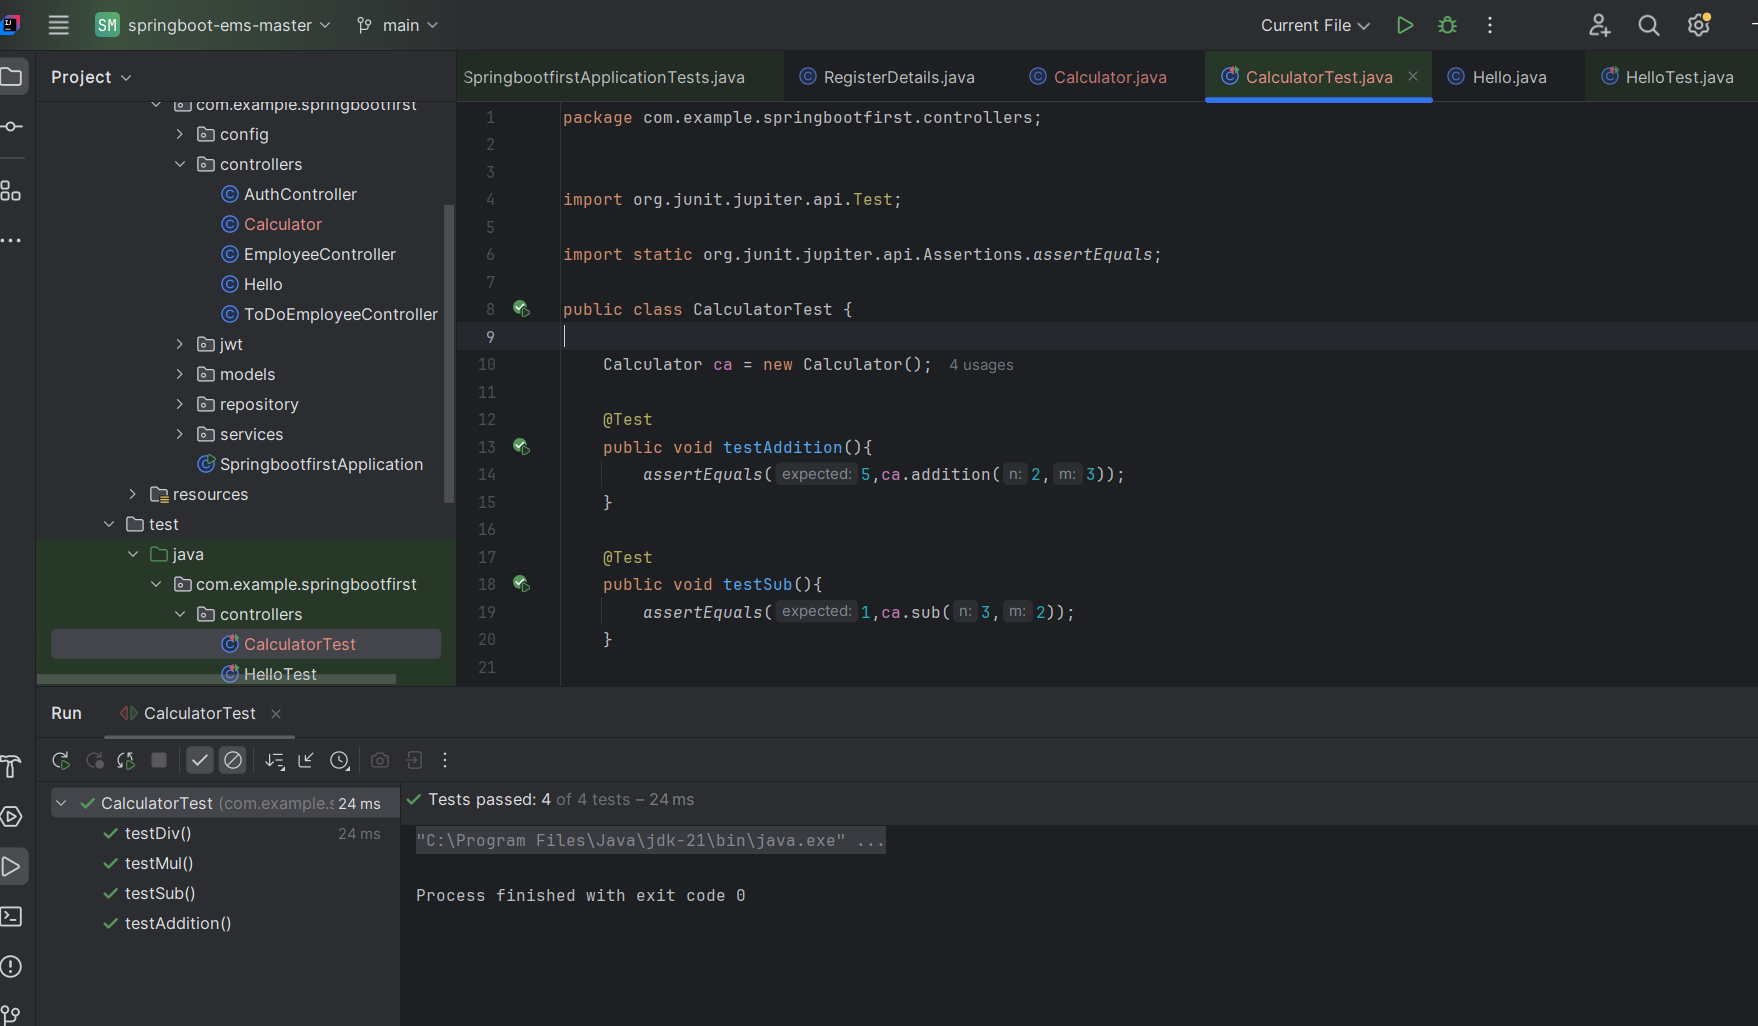 SM springboot-ems-master main Current File
Project
SpringbootfirstApplicationTests.java RegisterDetails.java Calculator.java CalculatorTest.java Hello.java HelloTest.java
com.example.springbootfirst
config
controllers
AuthController
Calculator
EmployeeController
Hello
ToDoEmployeeController
jwt
models
repository
services
SpringbootfirstApplication
resources
test
java
com.example.springbootfirst
controllers
CalculatorTest
HelloTest
1 package com.example.springbootfirst.controllers;
2
3
4 import org.junit.jupiter.api.Test;
5
6 import static org.junit.jupiter.api.Assertions.assertEquals;
7
8 public class CalculatorTest {
9
10 Calculator ca = new Calculator(); 4 usages
11
12 @Test
13 public void testAddition(){
14 assertEquals( expected: 5,ca.addition( n: 2, m: 3));
15 }
16
17 @Test
18 public void testSub(){
19 assertEquals( expected: 1,ca.sub( n: 3, m: 2));
20 }
21
Run CalculatorTest
CalculatorTest (com.example.s 24 ms
testDiv() 24 ms
testMul()
testSub()
testAddition()
Tests passed: 4 of 4 tests – 24 ms
"C:\Program Files\Java\jdk-21\bin\java.exe" ...
Process finished with exit code 0